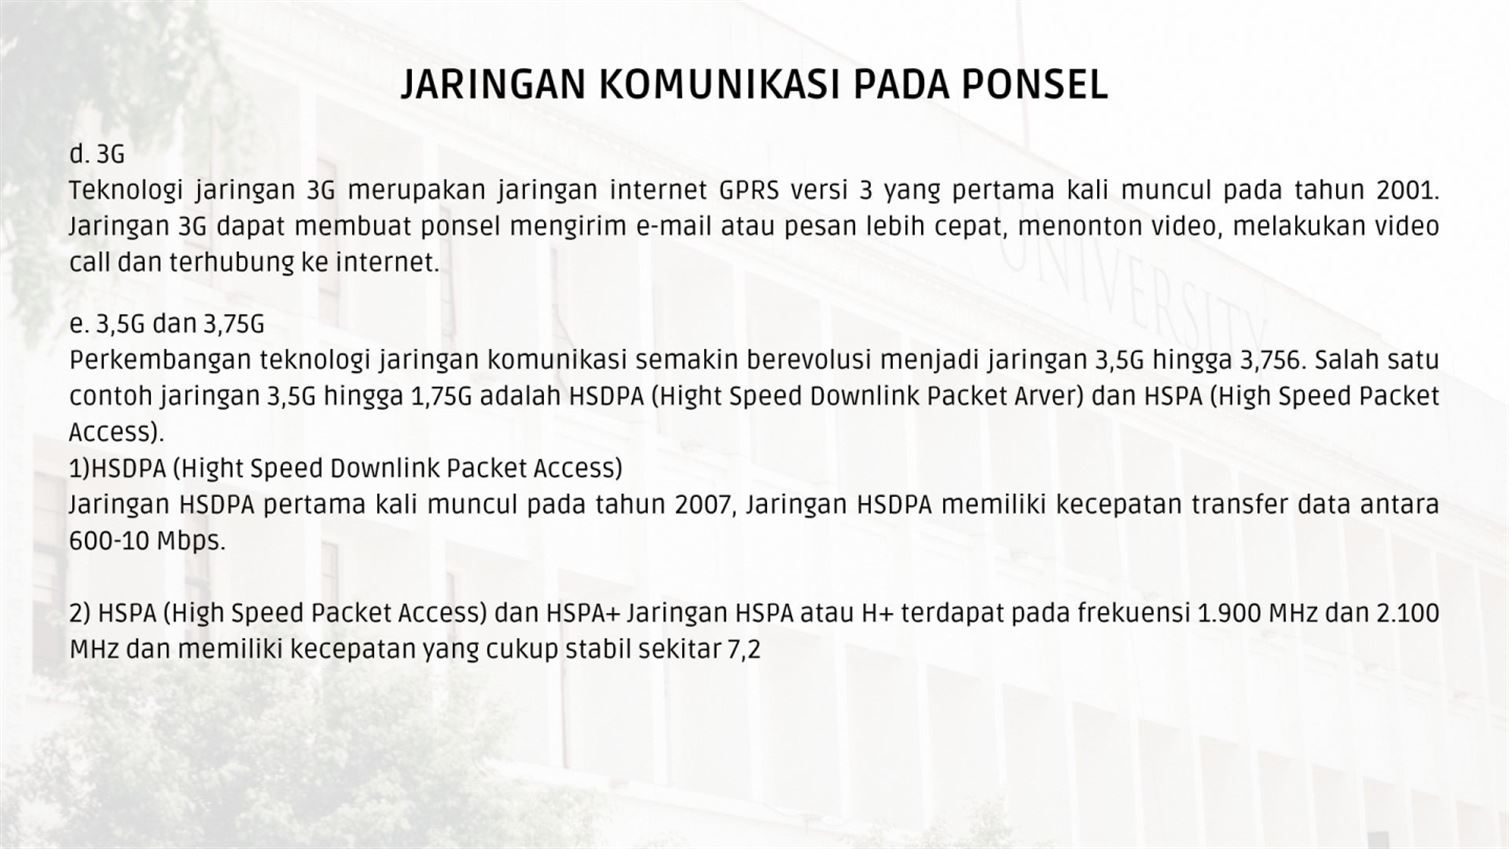 JARINGAN KOMUNIKASI PADA PONSEL
d. 3G
Teknologi jaringan 3G merupakan jaringan internet GPRS versi 3 yang pertama kali muncul pada tahun 2001.
Jaringan 3G dapat membuat ponsel mengirim e-mail atau pesan lebih cepat, menonton video, melakukan video
call dan terhubung ke internet.
e. 3,5G dan 3,75G
Perkembangan teknologi jaringan komunikasi semakin berevolusi menjadi jaringan 3,5G hingga 3,756. Salah satu
contoh jaringan 3,5G hingga 1,75G adalah HSDPA (Hight Speed Downlink Packet Arver) dan HSPA (High Speed Packet
Access).
1)HSDPA (Hight Speed Downlink Packet Access)
Jaringan HSDPA pertama kali muncul pada tahun 2007, Jaringan HSDPA memiliki kecepatan transfer data antara
600-10 Mbps.
2) HSPA (High Speed Packet Access) dan HSPA+ Jaringan HSPA atau H+ terdapat pada frekuensi 1.900 MHz dan 2.100
MHz dan memiliki kecepatan yang cukup stabil sekitar 7,2
UNIVERSITY